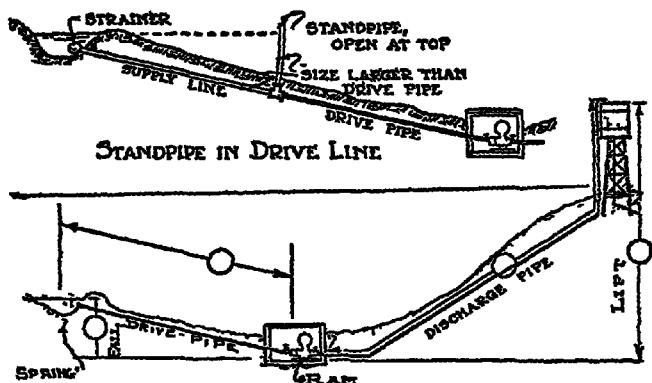 STRAINER
STANDPIPE,
OPEN AT TOP
SIZE LARGER THAN
DRIVE PIPE
SUPPLY LINE
DRIVE PIPE
STANDPIPE IN DRIVE LINE
LIFT
DISCHARGE PIPE
DRIVE-PIPE
FALL
SPRING
RAM